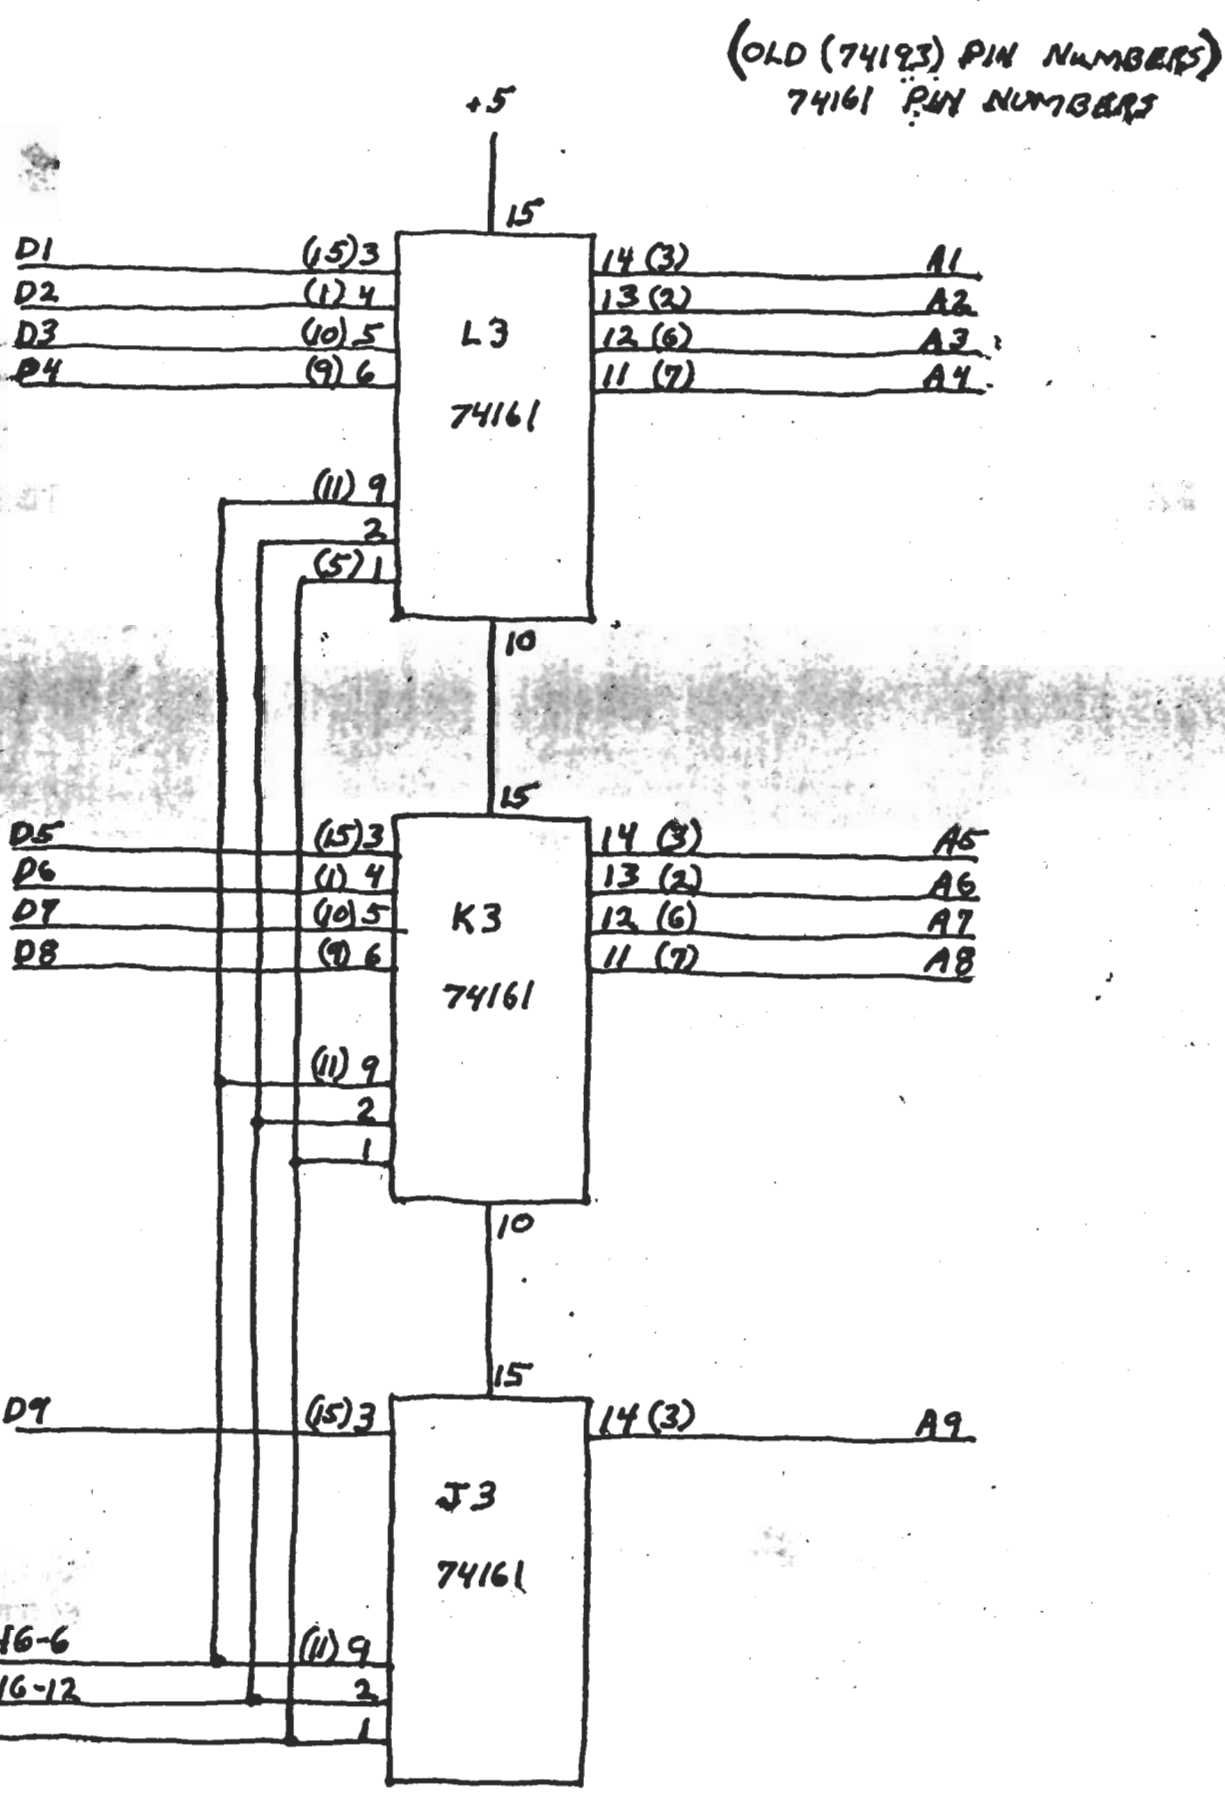 (OLD (74193) PIN NUMBERS)
74161 PIN NUMBERS
+5
15
D1 (15) 3 14 (3) A1
D2 (1) 4 13 (2) A2
D3 (10) 5 12 (6) A3
D4 (9) 6 11 (7) A4
L3
74161
(11) 9
2
(5) 1
10
15
D5 (15) 3 14 (3) A5
D6 (1) 4 13 (2) A6
D7 (10) 5 12 (6) A7
D8 (9) 6 11 (7) A8
K3
74161
(11) 9
2
1
10
15
D9 (15) 3 14 (3) A9
J3
74161
16-6 (11) 9
16-12 2
1